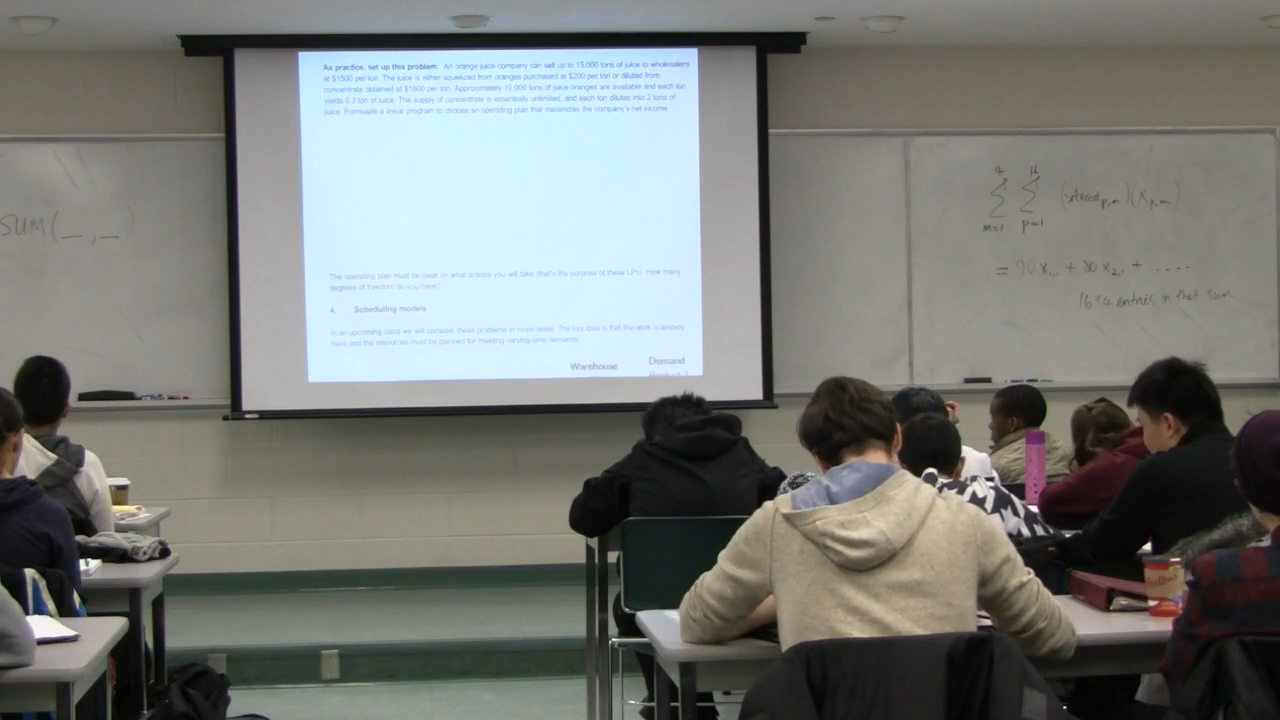 SUM(_,_)
As practice, set up this problem: An orange juice company can sell up to 15,000 tons of juice to wholesalers
at $1500 per ton. The juice is either squeezed from oranges purchased at $200 per ton or diluted from
concentrate obtained at $1600 per ton. Approximately 10,000 tons of juice oranges are available and each ton
yields 0.3 ton of juice. The supply of concentrate is essentially unlimited, and each ton dilutes into 2 tons of
juice. Formulate a linear program to choose an operating plan that maximizes the company's net income.
The operating plan must be clear on what actions you will take (that's the purpose of these LPs). How many
degrees of freedom do you have?
4. Scheduling models
In an upcoming class we will consider these problems in more detail. The key idea is that the work is already
fixed and the resources must be planned for meeting varying-time demands.
Warehouse Demand
Product 1
4 16
∑ ∑ (setcost p,m)(X p,m)
m=1 p=1
= 90 X1,1 + 80 X2,1 + .....
16×4 entries in that sum.